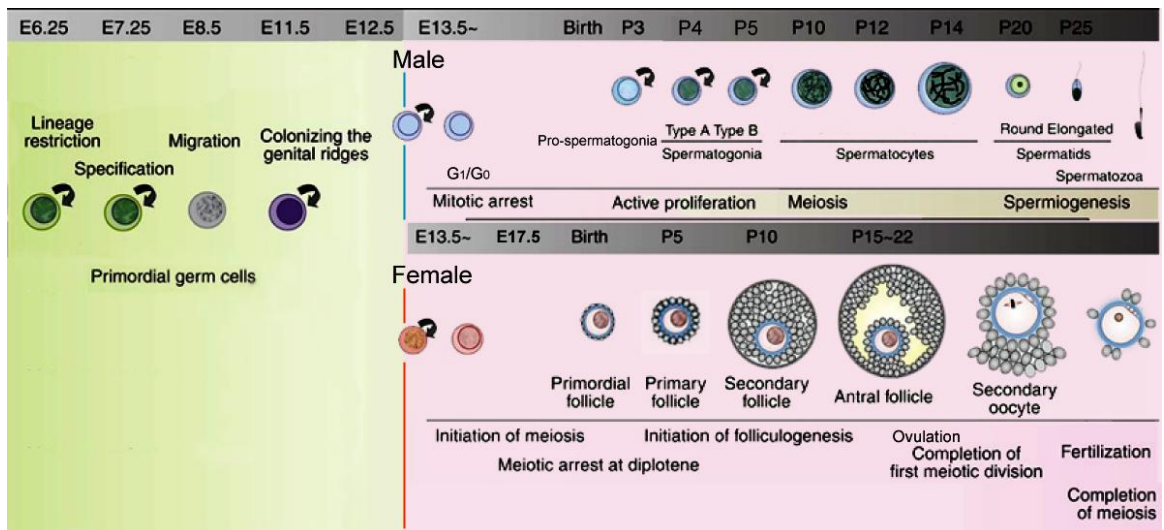 E6.25 E7.25 E8.5 E11.5 E12.5 E13.5~ Birth P3 P4 P5 P10 P12 P14 P20 P25
Male
Lineage
restriction
Specification
Migration
Colonizing the
genital ridges
Primordial germ cells
Pro-spermatogonia
Type A Type B
Spermatogonia
Spermatocytes
Round Elongated
Spermatids
Spermatozoa
G1/G0
Mitotic arrest
Active proliferation
Meiosis
Spermiogenesis
E13.5~ E17.5 Birth P5 P10 P15~22
Female
Primordial
follicle
Primary
follicle
Secondary
follicle
Antral follicle
Secondary
oocyte
Initiation of meiosis
Initiation of folliculogenesis
Meiotic arrest at diplotene
Ovulation
Completion of
first meiotic division
Fertilization
Completion
of meiosis